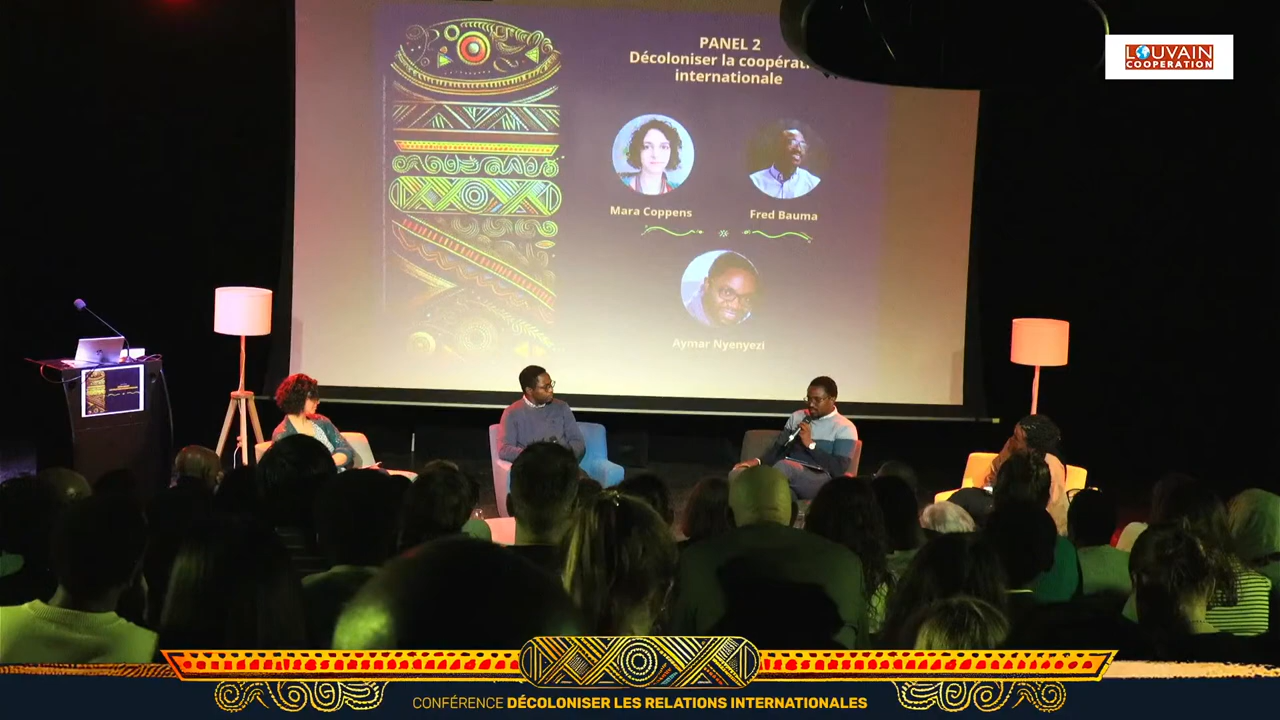 PANEL 2
Décoloniser la coopérati
internationale
LOUVAIN
COOPERATION
Mara Coppens
Fred Bauma
Aymar Nyenyezi
CONFÉRENCE DÉCOLONISER LES RELATIONS INTERNATIONALES